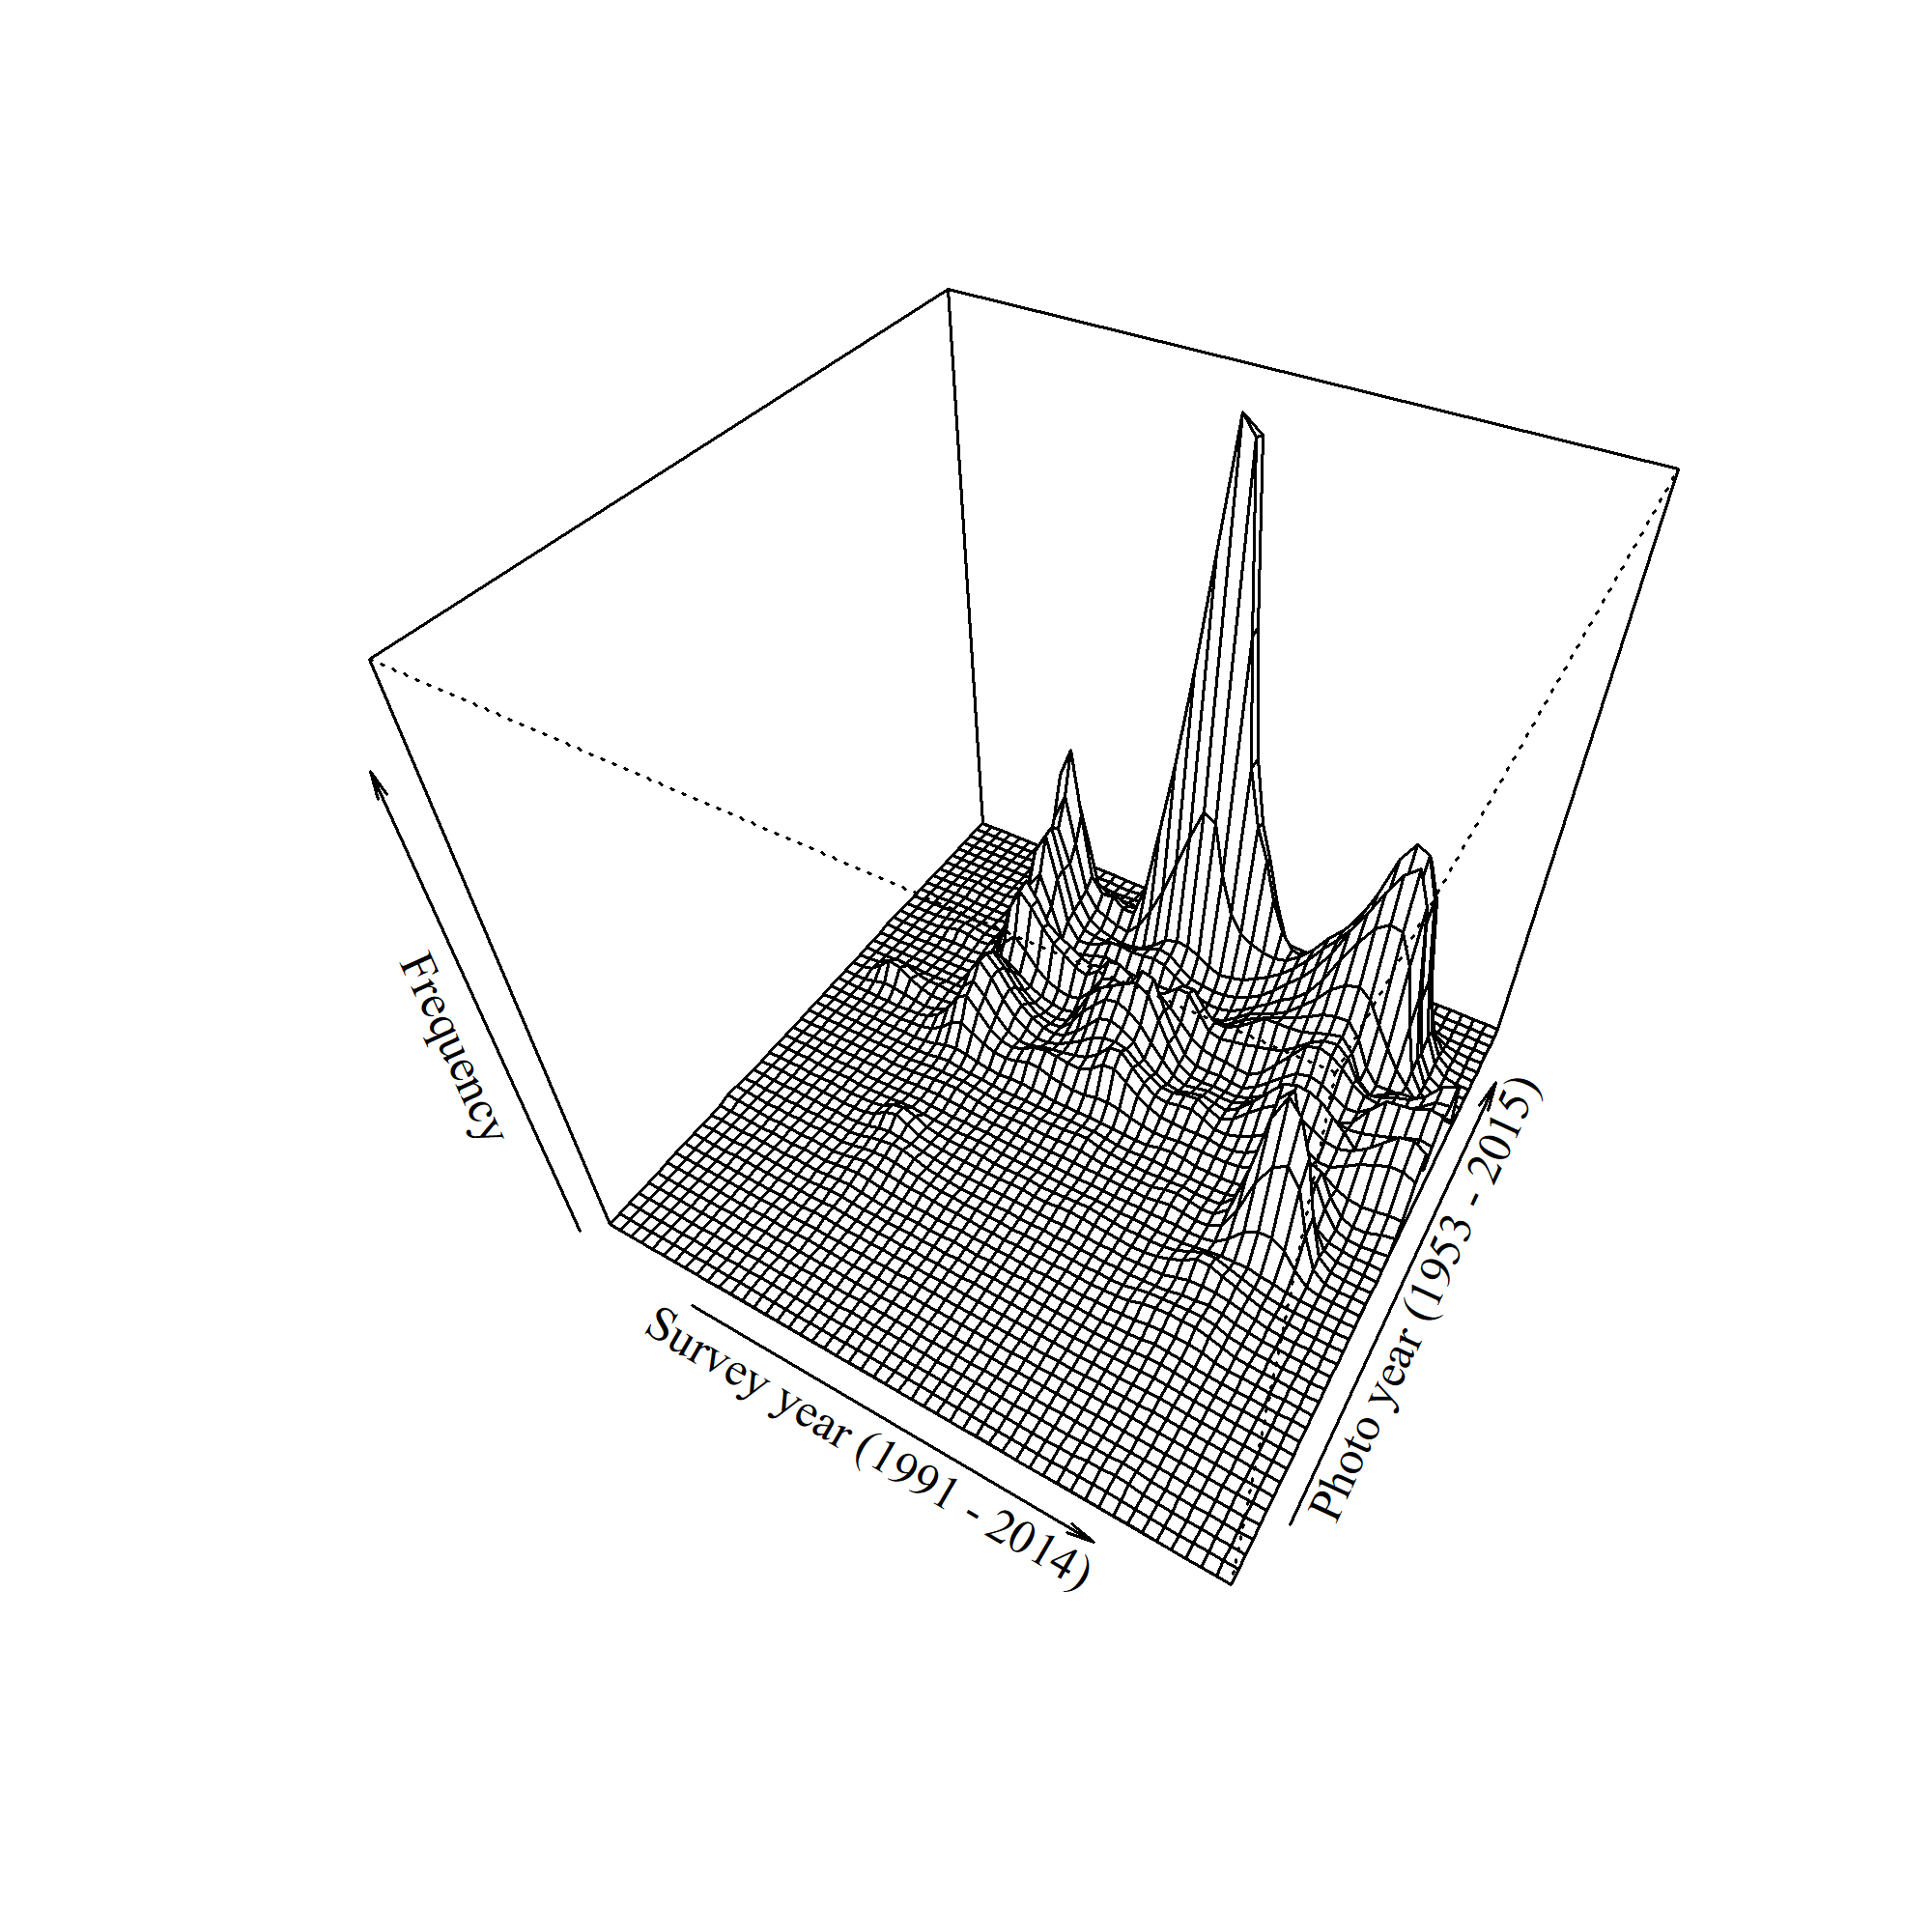 Frequency
Survey year (1991 - 2014)
Photo year (1953 - 2015)